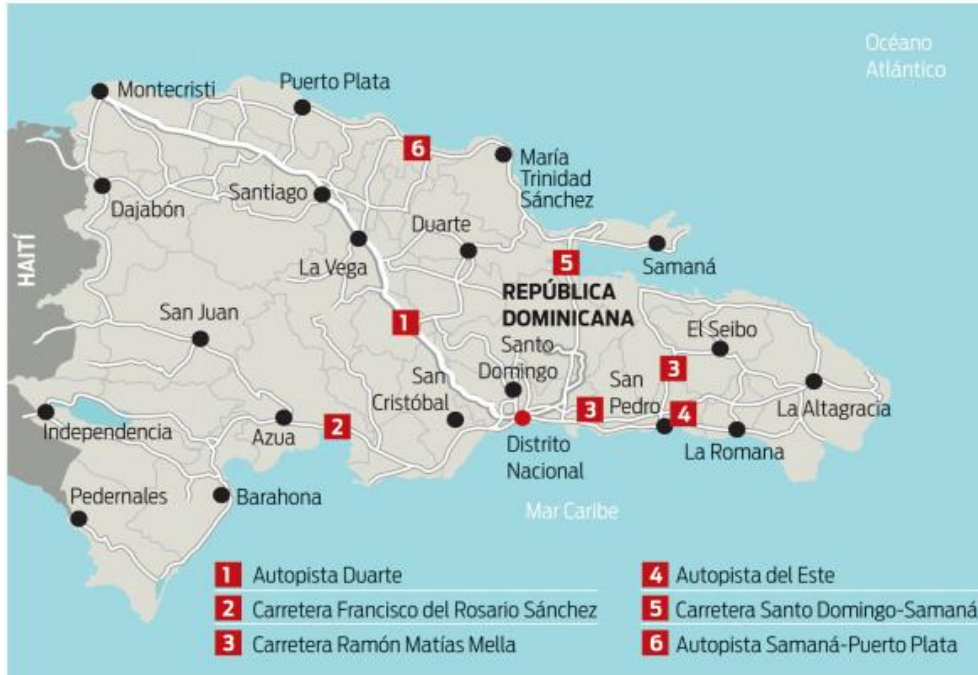 Océano
Atlántico
Montecristi
Puerto Plata
6
María
Trinidad
Sánchez
Santiago
Dajabón
Duarte
HAITÍ
La Vega
5
Samaná
REPÚBLICA
DOMINICANA
San Juan
1
El Seibo
Santo
Domingo
3
San
Cristóbal
San
Pedro
3
4
La Altagracia
Independencia
Azua
2
Distrito
Nacional
La Romana
Pedernales
Barahona
Mar Caribe
1 Autopista Duarte
2 Carretera Francisco del Rosario Sánchez
3 Carretera Ramón Matías Mella
4 Autopista del Este
5 Carretera Santo Domingo-Samaná
6 Autopista Samaná-Puerto Plata